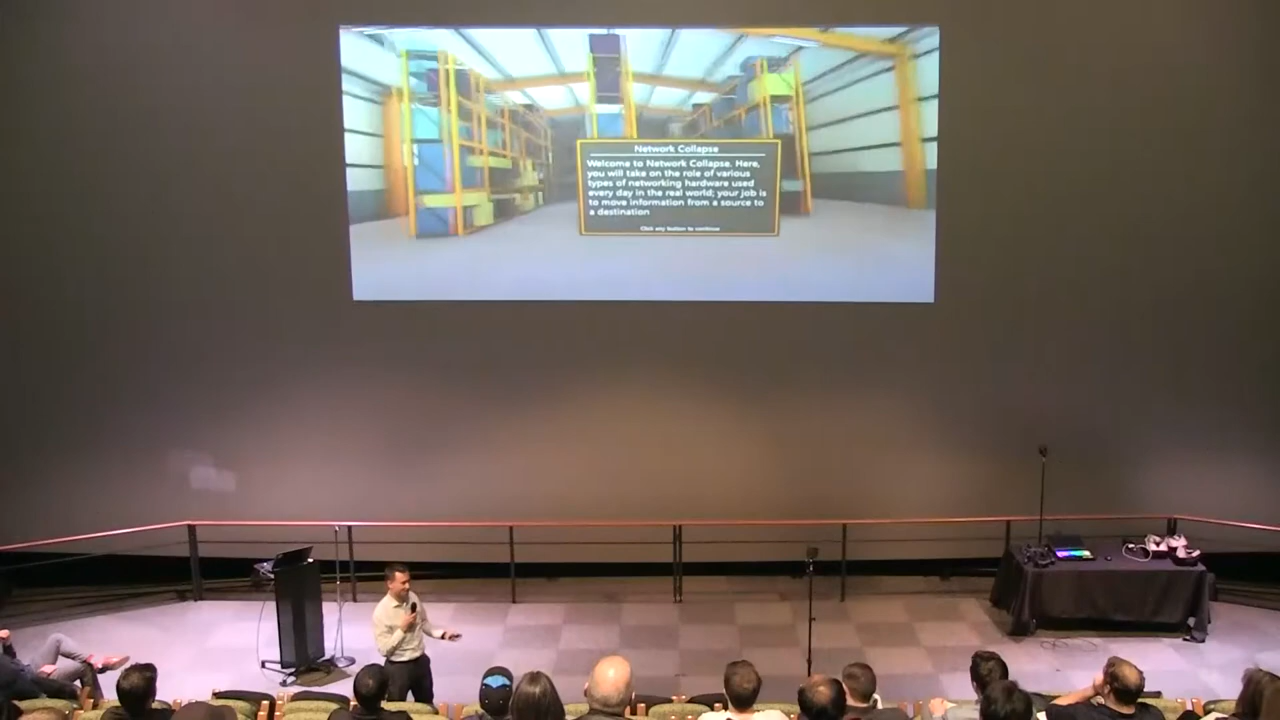 Network Collapse
Welcome to Network Collapse. Here,
you will take on the role of various
types of networking hardware used
every day in the real world; your job is
to move information from a source to
a destination
Click any button to continue